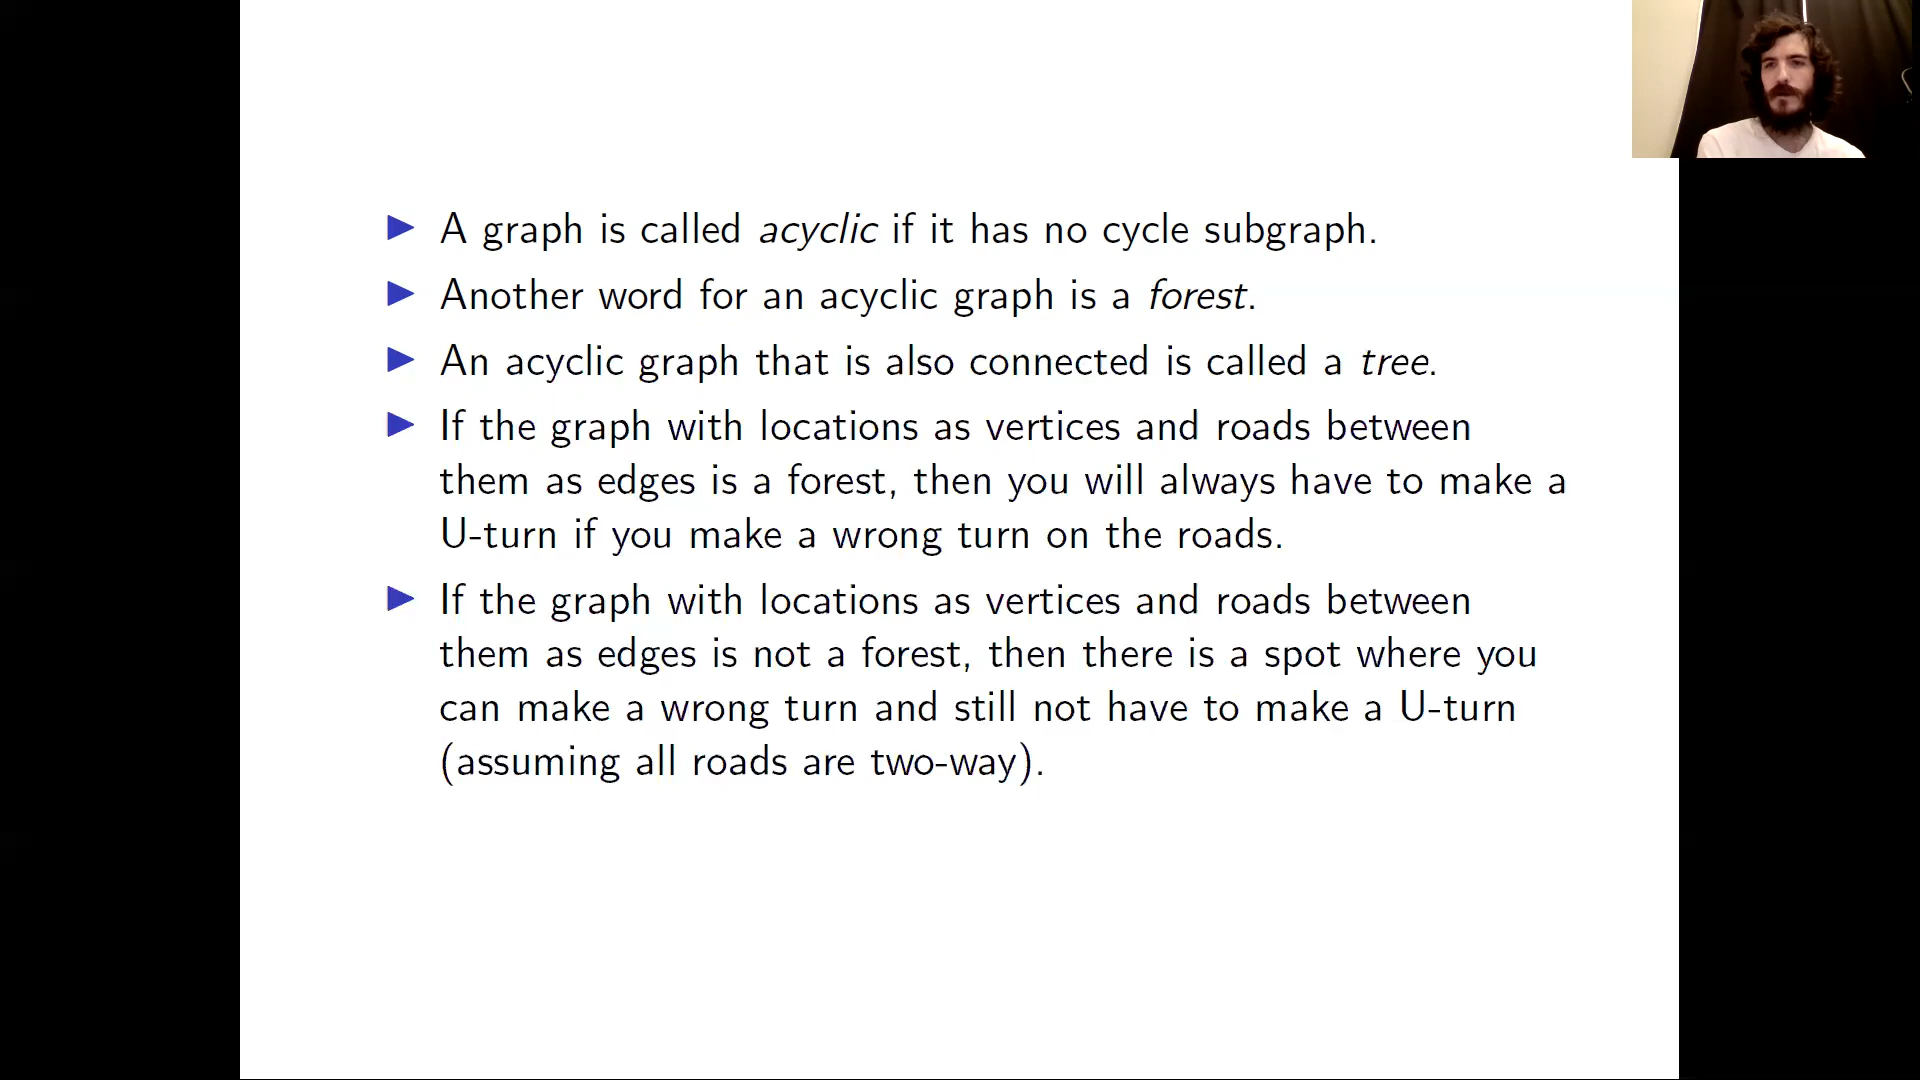 A graph is called acyclic if it has no cycle subgraph.
Another word for an acyclic graph is a forest.
An acyclic graph that is also connected is called a tree.
If the graph with locations as vertices and roads between
them as edges is a forest, then you will always have to make a
U-turn if you make a wrong turn on the roads.
If the graph with locations as vertices and roads between
them as edges is not a forest, then there is a spot where you
can make a wrong turn and still not have to make a U-turn
(assuming all roads are two-way).